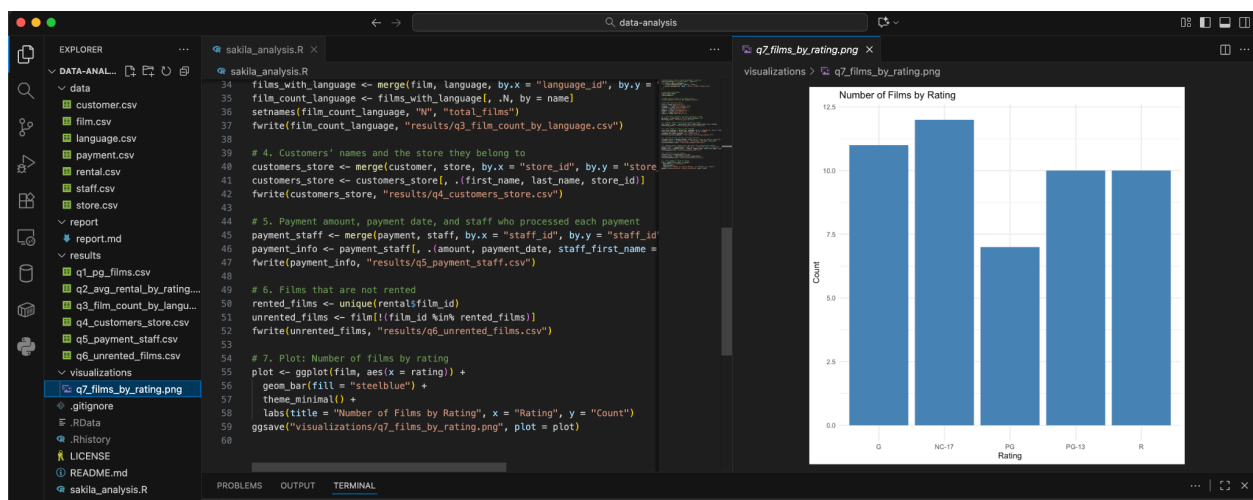 data-analysis
EXPLORER
DATA-ANAL...
data
customer.csv
film.csv
language.csv
payment.csv
rental.csv
staff.csv
store.csv
report
report.md
results
q1_pg_films.csv
q2_avg_rental_by_rating....
q3_film_count_by_langu...
q4_customers_store.csv
q5_payment_staff.csv
q6_unrented_films.csv
visualizations
q7_films_by_rating.png
.gitignore
.RData
.Rhistory
LICENSE
README.md
sakila_analysis.R
sakila_analysis.R
sakila_analysis.R
34 films_with_language <- merge(film, language, by.x = "language_id", by.y = "
35 film_count_language <- films_with_language[, .N, by = name]
36 setnames(film_count_language, "N", "total_films")
37 fwrite(film_count_language, "results/q3_film_count_by_language.csv")
38
39 # 4. Customers' names and the store they belong to
40 customers_store <- merge(customer, store, by.x = "store_id", by.y = "store_
41 customers_store <- customers_store[, .(first_name, last_name, store_id)]
42 fwrite(customers_store, "results/q4_customers_store.csv")
43
44 # 5. Payment amount, payment date, and staff who processed each payment
45 payment_staff <- merge(payment, staff, by.x = "staff_id", by.y = "staff_id"
46 payment_info <- payment_staff[, .(amount, payment_date, staff_first_name =
47 fwrite(payment_info, "results/q5_payment_staff.csv")
48
49 # 6. Films that are not rented
50 rented_films <- unique(rental$film_id)
51 unrented_films <- film[!(film_id %in% rented_films)]
52 fwrite(unrented_films, "results/q6_unrented_films.csv")
53
54 # 7. Plot: Number of films by rating
55 plot <- ggplot(film, aes(x = rating)) +
56 geom_bar(fill = "steelblue") +
57 theme_minimal() +
58 labs(title = "Number of Films by Rating", x = "Rating", y = "Count")
59 ggsave("visualizations/q7_films_by_rating.png", plot = plot)
60
PROBLEMS OUTPUT TERMINAL
q7_films_by_rating.png
visualizations > q7_films_by_rating.png
Number of Films by Rating
12.5
10.0
7.5
5.0
2.5
0.0
Count
G NC-17 PG PG-13 R
Rating